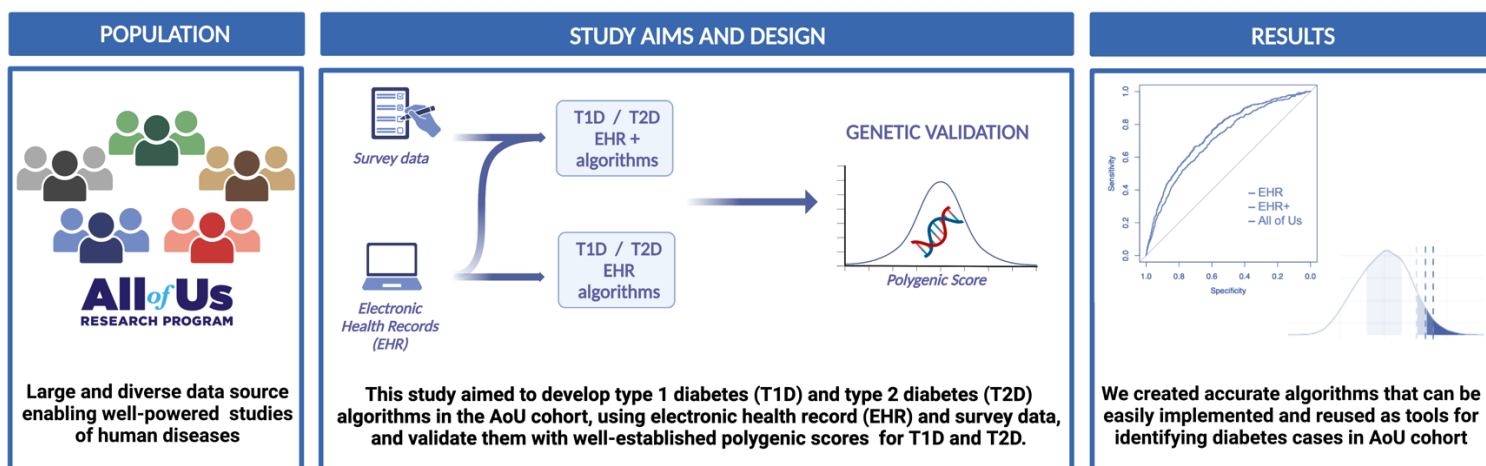 POPULATION
All of Us
RESEARCH PROGRAM
Large and diverse data source
enabling well-powered studies
of human diseases
STUDY AIMS AND DESIGN
Survey data
Electronic
Health Records
(EHR)
T1D / T2D
EHR +
algorithms
T1D / T2D
EHR
algorithms
GENETIC VALIDATION
Polygenic Score
This study aimed to develop type 1 diabetes (T1D) and type 2 diabetes (T2D)
algorithms in the AoU cohort, using electronic health record (EHR) and survey data,
and validate them with well-established polygenic scores for T1D and T2D.
RESULTS
Sensitivity
1.0
0.8
0.6
0.4
0.2
0.0
EHR
EHR+
All of Us
1.0 0.8 0.6 0.4 0.2 0.0
Specificity
We created accurate algorithms that can be
easily implemented and reused as tools for
identifying diabetes cases in AoU cohort